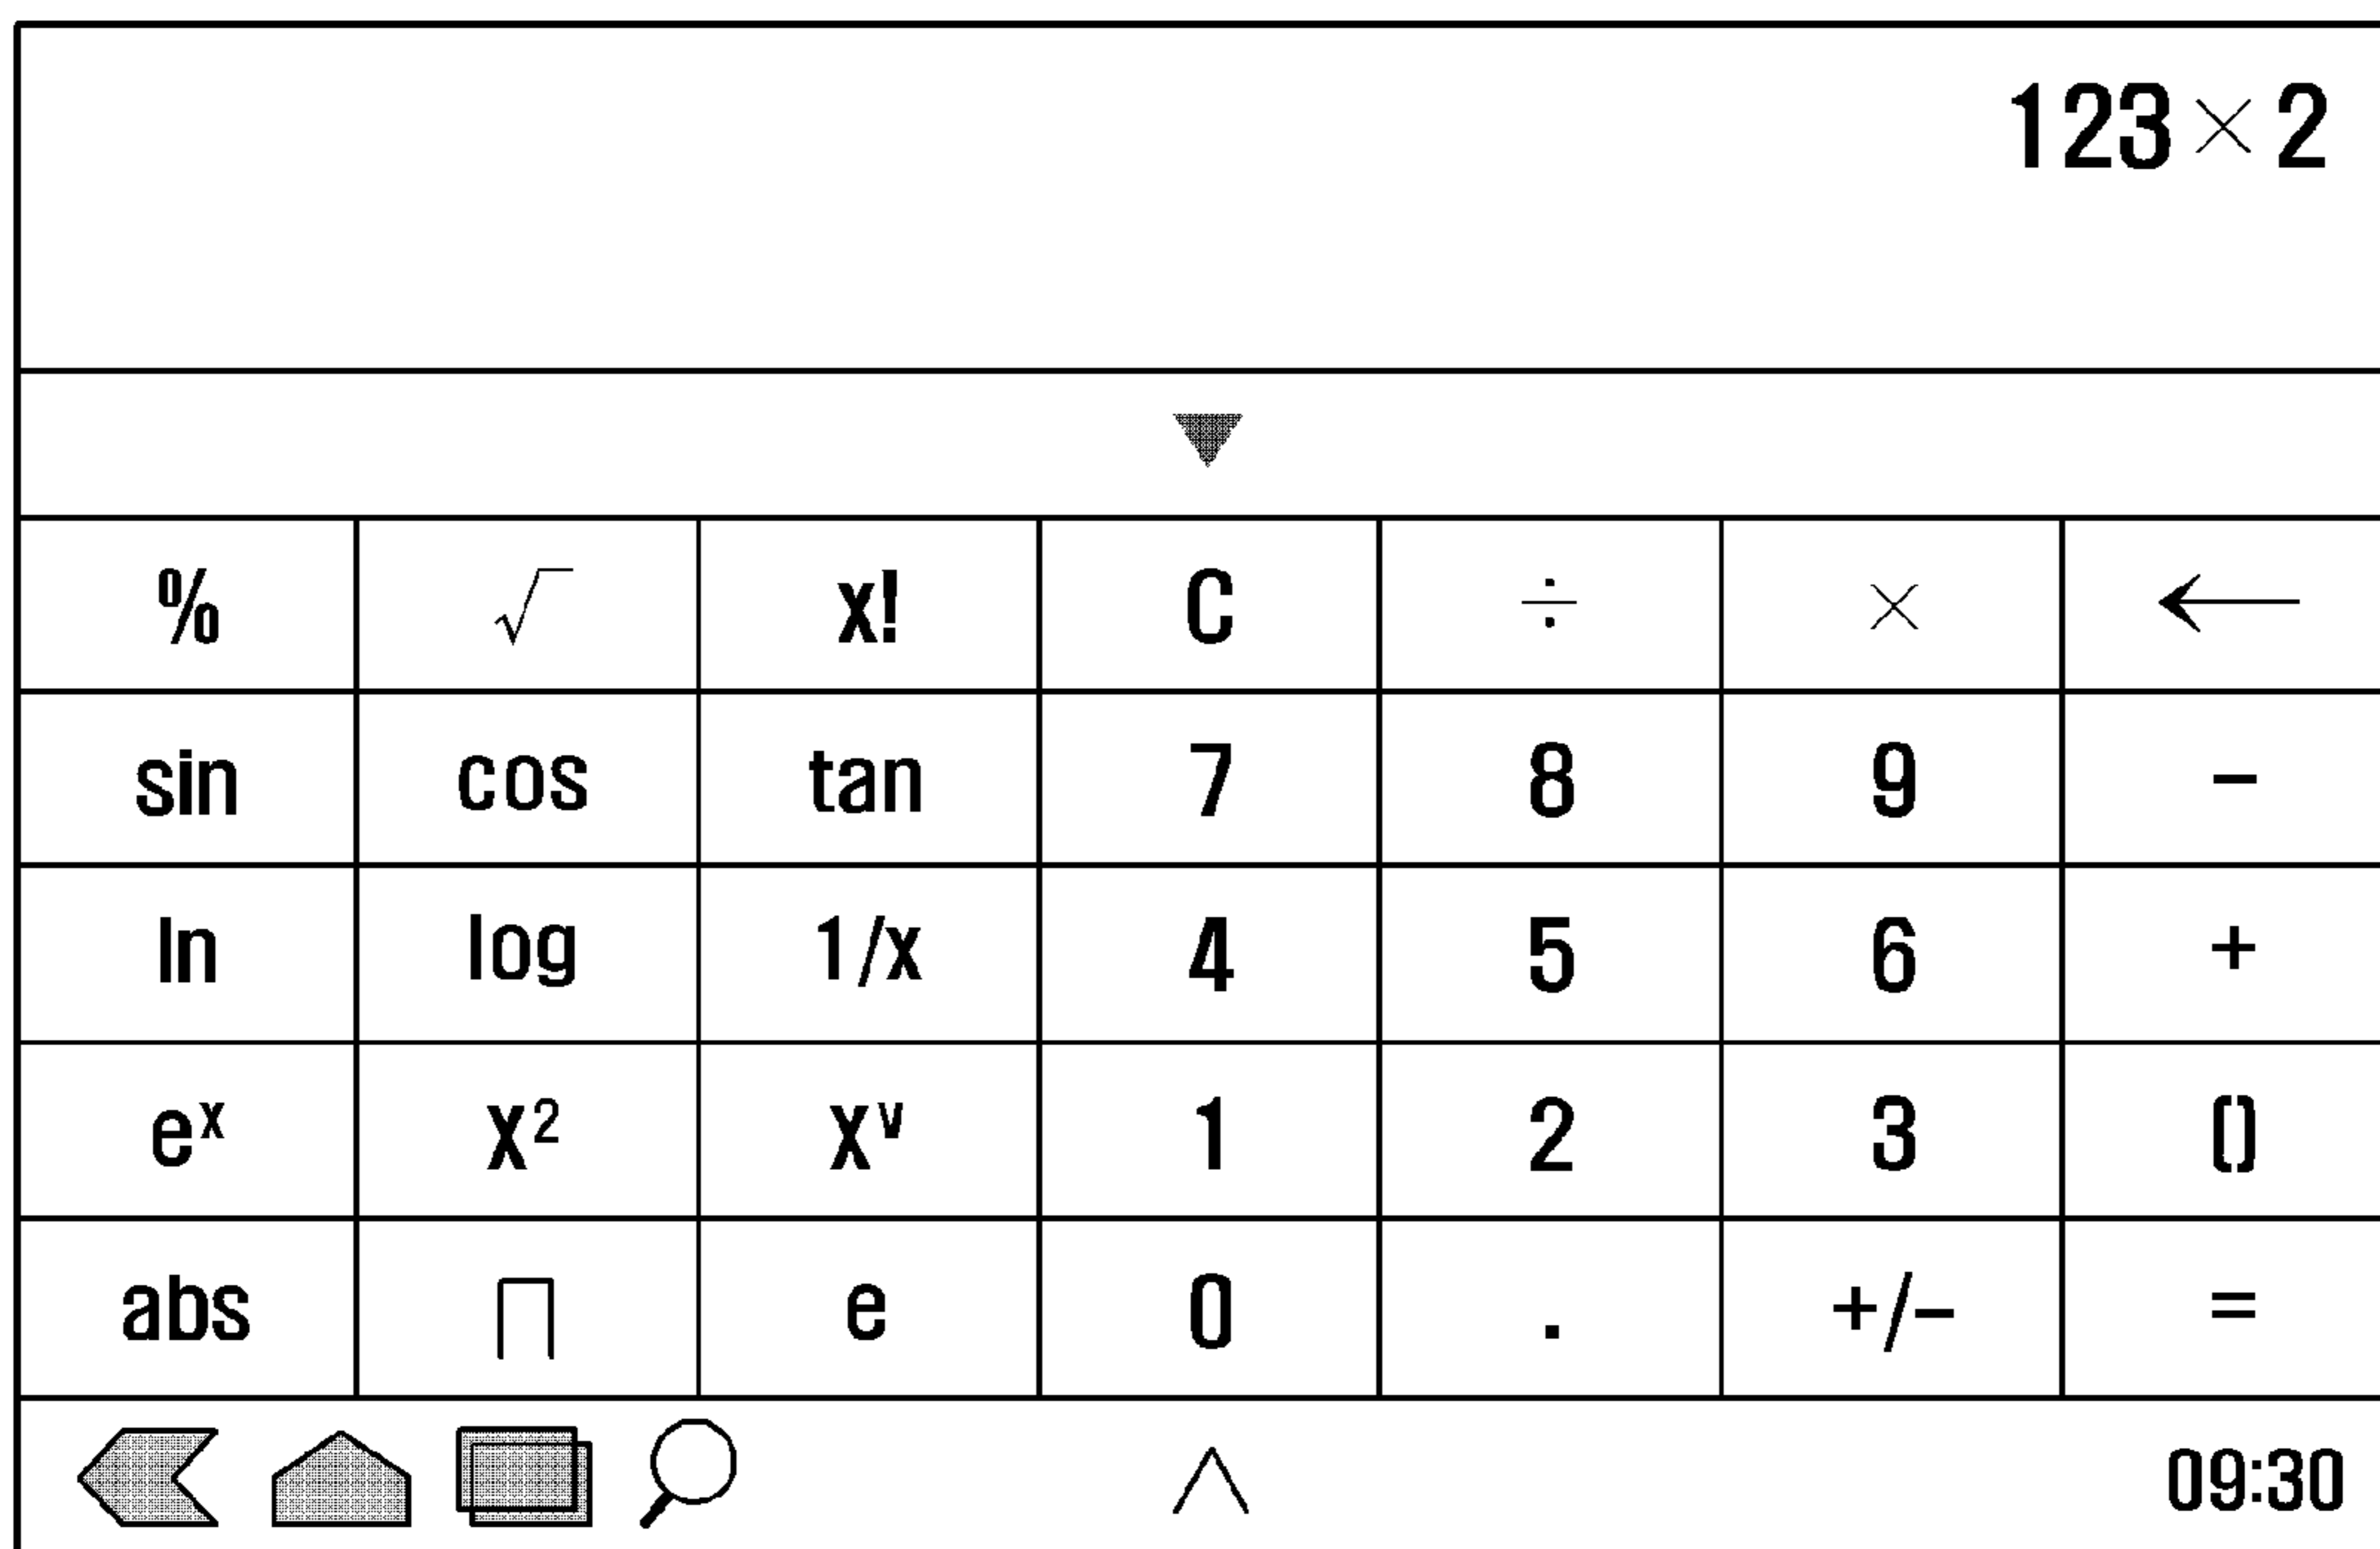 123×2
% √ x! C ÷ × ←
sin cos tan 7 8 9 −
ln log 1/x 4 5 6 +
eˣ x² xᵛ 1 2 3 ()
abs ∏ e 0 . +/− =
09:30